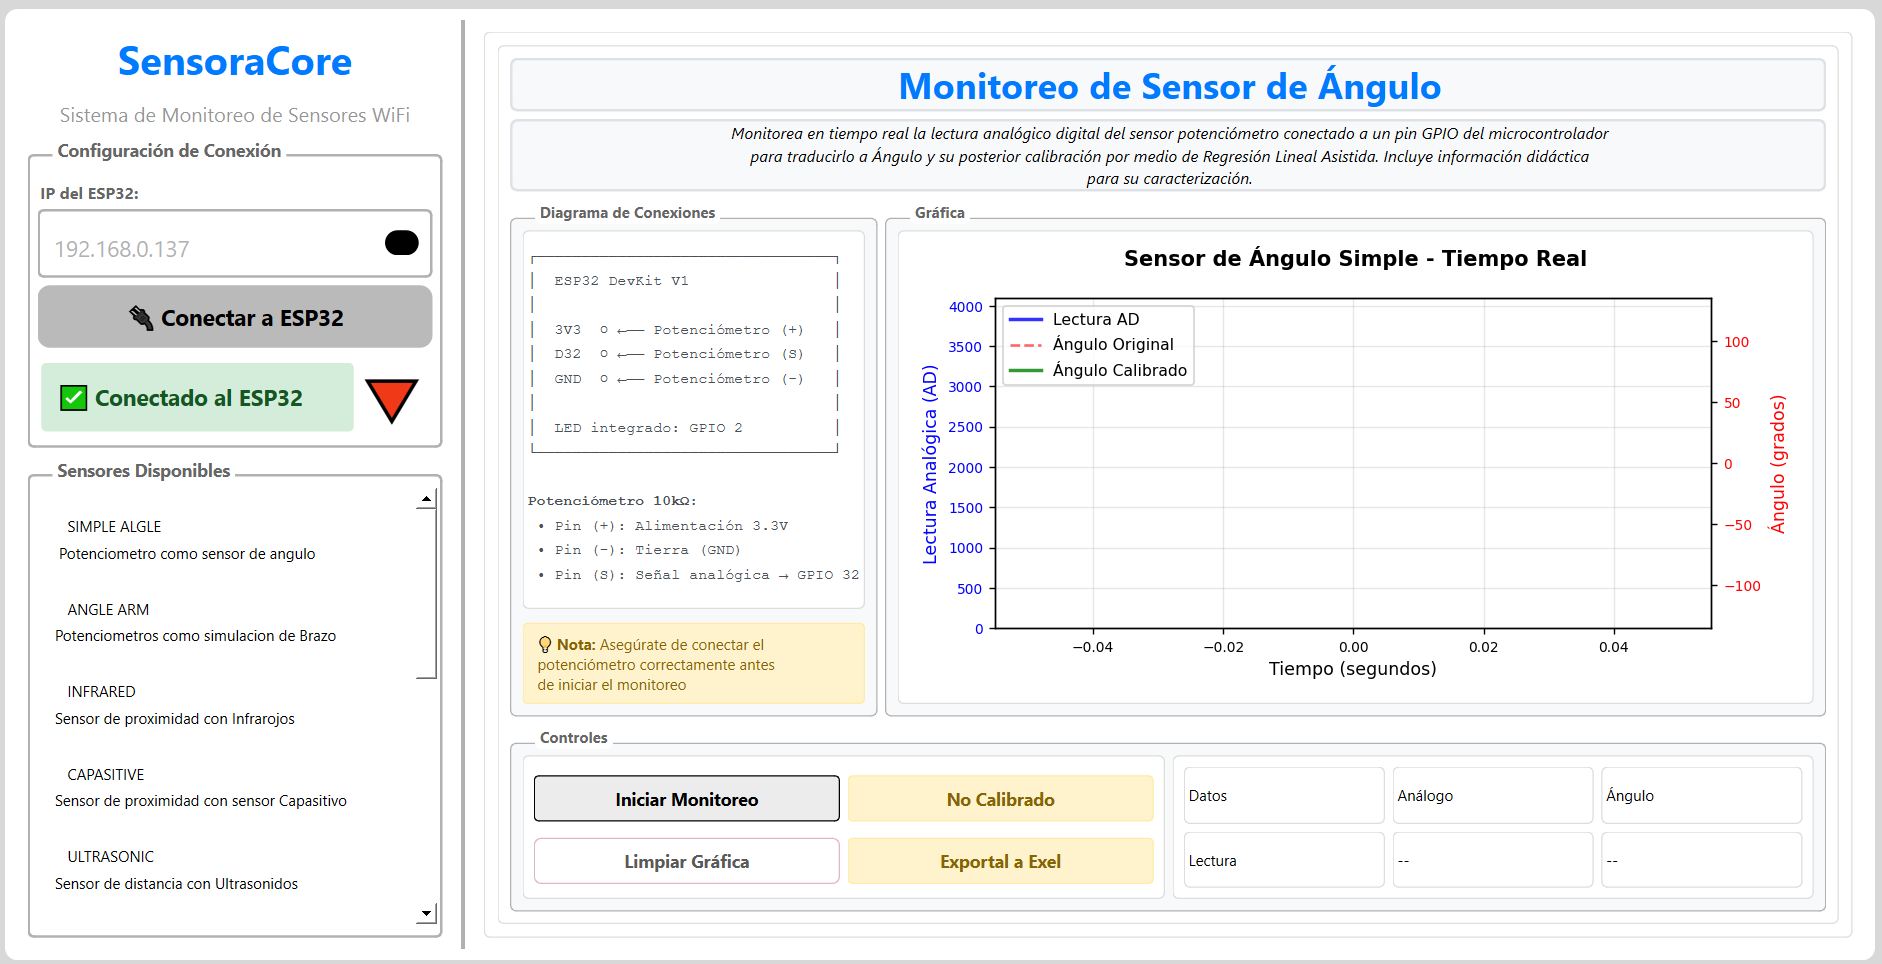 SensoraCore
Sistema de Monitoreo de Sensores WiFi
Configuración de Conexión
IP del ESP32:
192.168.0.137
Conectar a ESP32
Conectado al ESP32
Sensores Disponibles
SIMPLE ALGLE
Potenciometro como sensor de angulo
ANGLE ARM
Potenciometros como simulacion de Brazo
INFRARED
Sensor de proximidad con Infrarojos
CAPASITIVE
Sensor de proximidad con sensor Capasitivo
ULTRASONIC
Sensor de distancia con Ultrasonidos
Monitoreo de Sensor de Ángulo
Monitorea en tiempo real la lectura analógico digital del sensor potenciómetro conectado a un pin GPIO del microcontrolador
para traducirlo a Ángulo y su posterior calibración por medio de Regresión Lineal Asistida. Incluye información didáctica
para su caracterización.
Diagrama de Conexiones
ESP32 DevKit V1
3V3 o ←── Potenciómetro (+)
D32 o ←── Potenciómetro (S)
GND o ←── Potenciómetro (-)
LED integrado: GPIO 2
Potenciómetro 10kΩ:
• Pin (+): Alimentación 3.3V
• Pin (-): Tierra (GND)
• Pin (S): Señal analógica → GPIO 32
Nota: Asegúrate de conectar el
potenciómetro correctamente antes
de iniciar el monitoreo
Gráfica
Sensor de Ángulo Simple - Tiempo Real
Lectura AD
Ángulo Original
Ángulo Calibrado
Lectura Analógica (AD)
4000
3500
3000
2500
2000
1500
1000
500
0
−0.04
−0.02
0.00
0.02
0.04
Tiempo (segundos)
100
50
0
−50
−100
Ángulo (grados)
Controles
Iniciar Monitoreo
No Calibrado
Limpiar Gráfica
Exportal a Exel
Datos
Análogo
Ángulo
Lectura
--
--